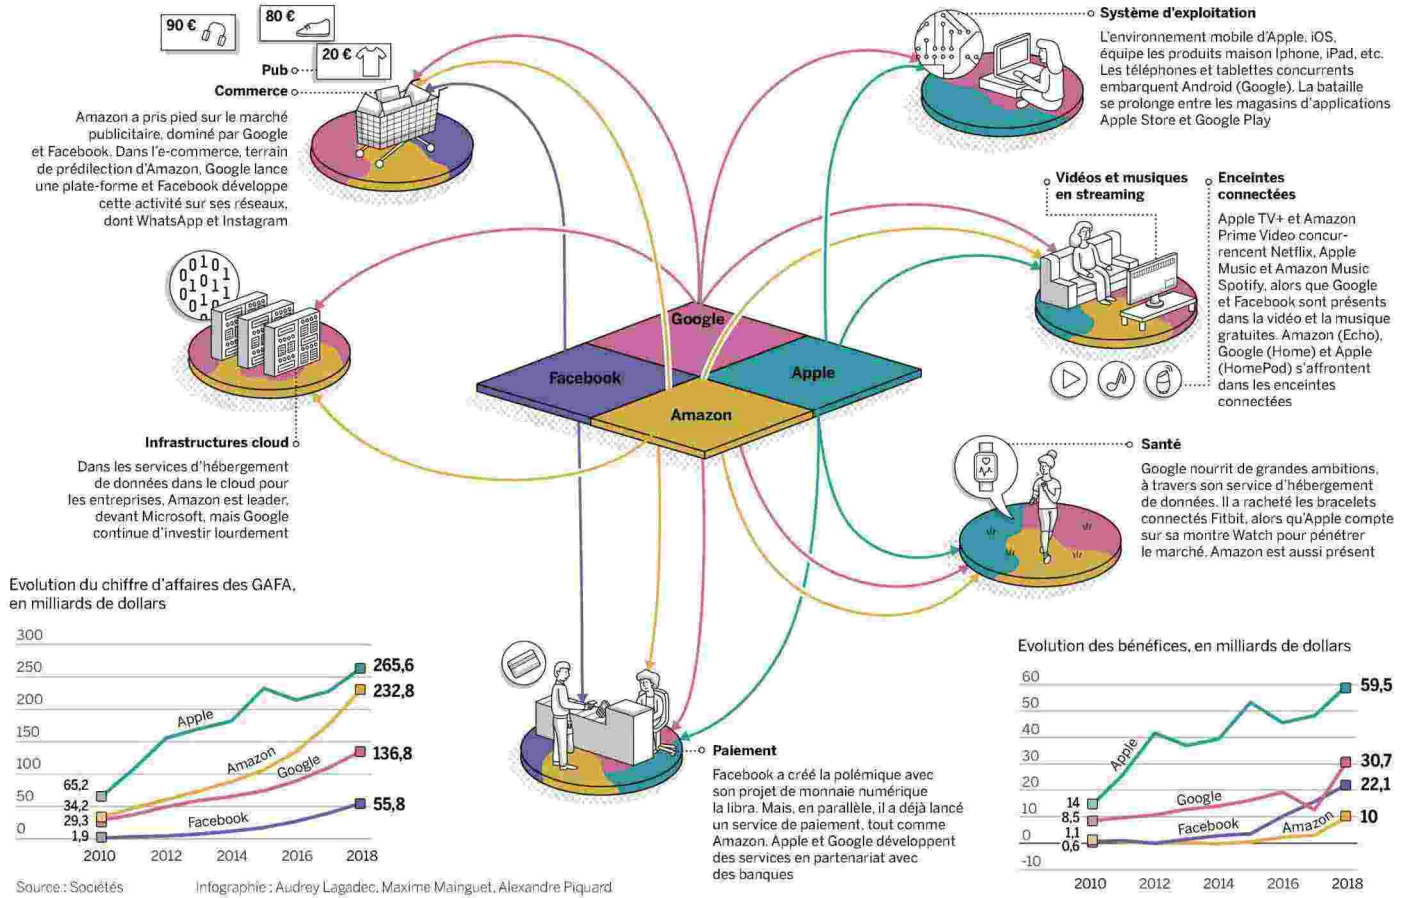 90 €
80 €
20 €
Pub
Commerce
Amazon a pris pied sur le marché
publicitaire, dominé par Google
et Facebook. Dans l'e-commerce, terrain
de prédilection d'Amazon, Google lance
une plate-forme et Facebook développe
cette activité sur ses réseaux,
dont WhatsApp et Instagram
Système d'exploitation
L'environnement mobile d'Apple, iOS,
équipe les produits maison Iphone, iPad, etc.
Les téléphones et tablettes concurrents
embarquent Android (Google). La bataille
se prolonge entre les magasins d'applications
Apple Store et Google Play
Vidéos et musiques
en streaming
Enceintes
connectées
Apple TV+ et Amazon
Prime Video concur-
rencent Netflix, Apple
Music et Amazon Music
Spotify, alors que Google
et Facebook sont présents
dans la vidéo et la musique
gratuites. Amazon (Echo),
Google (Home) et Apple
(HomePod) s'affrontent
dans les enceintes
connectées
0101
01011
01011
010
Infrastructures cloud
Dans les services d'hébergement
de données dans le cloud pour
les entreprises, Amazon est leader,
devant Microsoft, mais Google
continue d'investir lourdement
Google
Facebook
Apple
Amazon
Santé
Google nourrit de grandes ambitions,
à travers son service d'hébergement
de données. Il a racheté les bracelets
connectés Fitbit, alors qu'Apple compte
sur sa montre Watch pour pénétrer
le marché. Amazon est aussi présent
Paiement
Facebook a créé la polémique avec
son projet de monnaie numérique
la libra. Mais, en parallèle, il a déjà lancé
un service de paiement, tout comme
Amazon. Apple et Google développent
des services en partenariat avec
des banques
Evolution du chiffre d'affaires des GAFA,
en milliards de dollars
300
250
200
150
100
50
0
65,2
34,2
29,3
1,9
Apple
Amazon
Google
Facebook
265,6
232,8
136,8
55,8
2010 2012 2014 2016 2018
Evolution des bénéfices, en milliards de dollars
60
50
40
30
20
10
0
-10
14
8,5
1,1
0,6
Apple
Google
Facebook
Amazon
59,5
30,7
22,1
10
2010 2012 2014 2016 2018
Source : Sociétés
Infographie : Audrey Lagadec, Maxime Mainguet, Alexandre Piquard